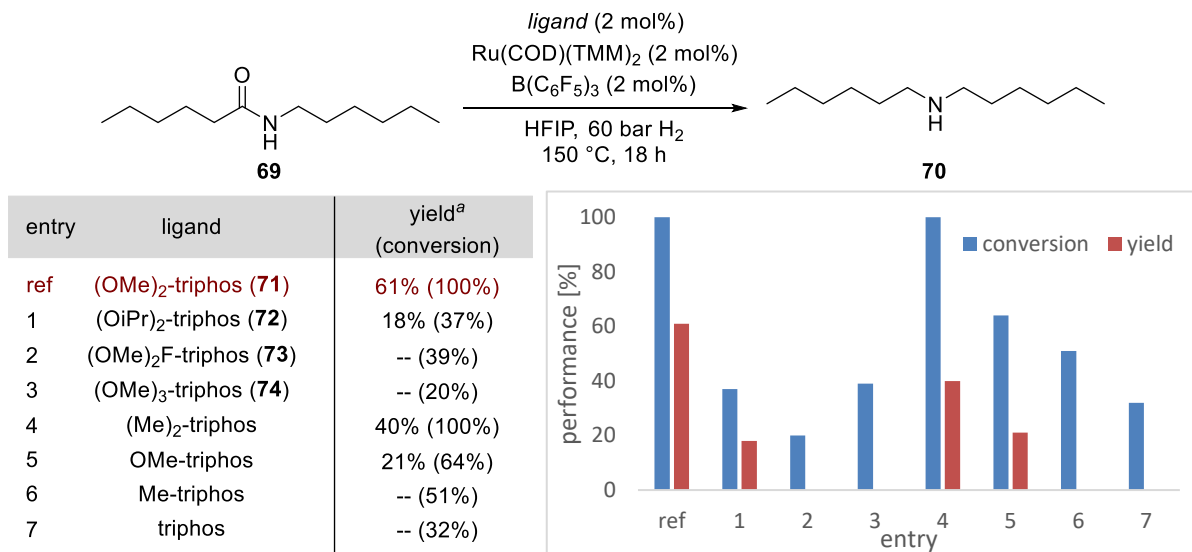 ligand (2 mol%)
Ru(COD)(TMM)2 (2 mol%)
B(C6F5)3 (2 mol%)
HFIP, 60 bar H2
150 °C, 18 h
O
N
H
69
N
H
70
entry ligand yielda (conversion)
ref (OMe)2-triphos (71) 61% (100%)
1 (OiPr)2-triphos (72) 18% (37%)
2 (OMe)2F-triphos (73) -- (39%)
3 (OMe)3-triphos (74) -- (20%)
4 (Me)2-triphos 40% (100%)
5 OMe-triphos 21% (64%)
6 Me-triphos -- (51%)
7 triphos -- (32%)
performance [%]
100
80
60
40
20
0
conversion yield
ref 1 2 3 4 5 6 7
entry